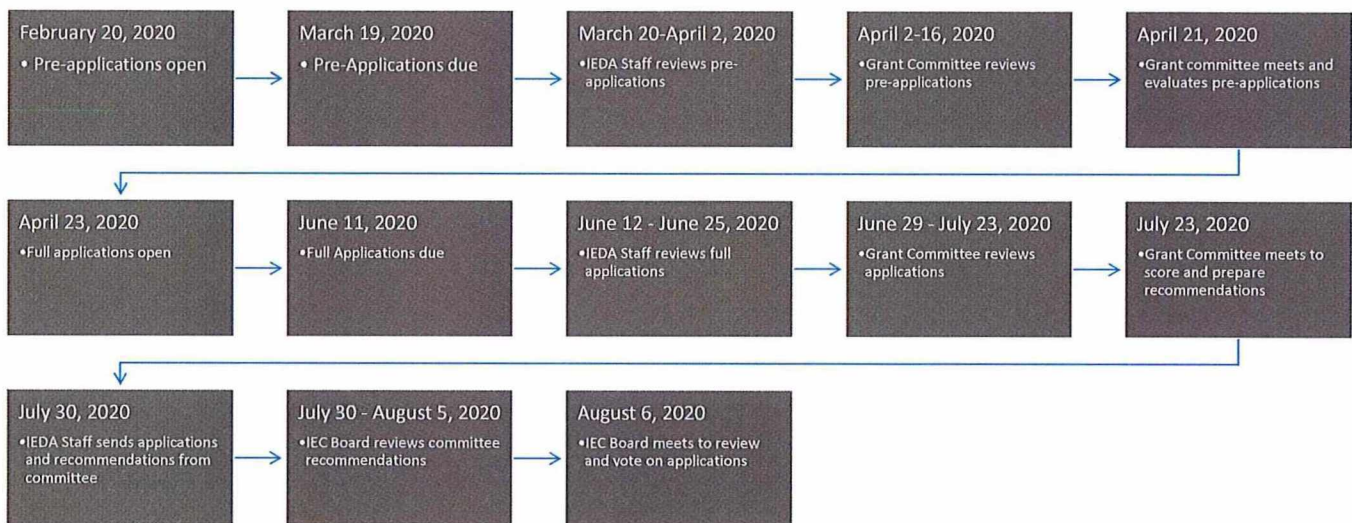 February 20, 2020
• Pre-applications open
March 19, 2020
• Pre-Applications due
March 20-April 2, 2020
•IEDA Staff reviews pre-
applications
April 2-16, 2020
•Grant Committee reviews
pre-applications
April 21, 2020
•Grant committee meets and
evaluates pre-applications
April 23, 2020
•Full applications open
June 11, 2020
•Full Applications due
June 12 - June 25, 2020
•IEDA Staff reviews full
applications
June 29 - July 23, 2020
•Grant Committee reviews
applications
July 23, 2020
•Grant Committee meets to
score and prepare
recommendations
July 30, 2020
•IEDA Staff sends applications
and recommendations from
committee
July 30 - August 5, 2020
•IEC Board reviews committee
recommendations
August 6, 2020
•IEC Board meets to review
and vote on applications